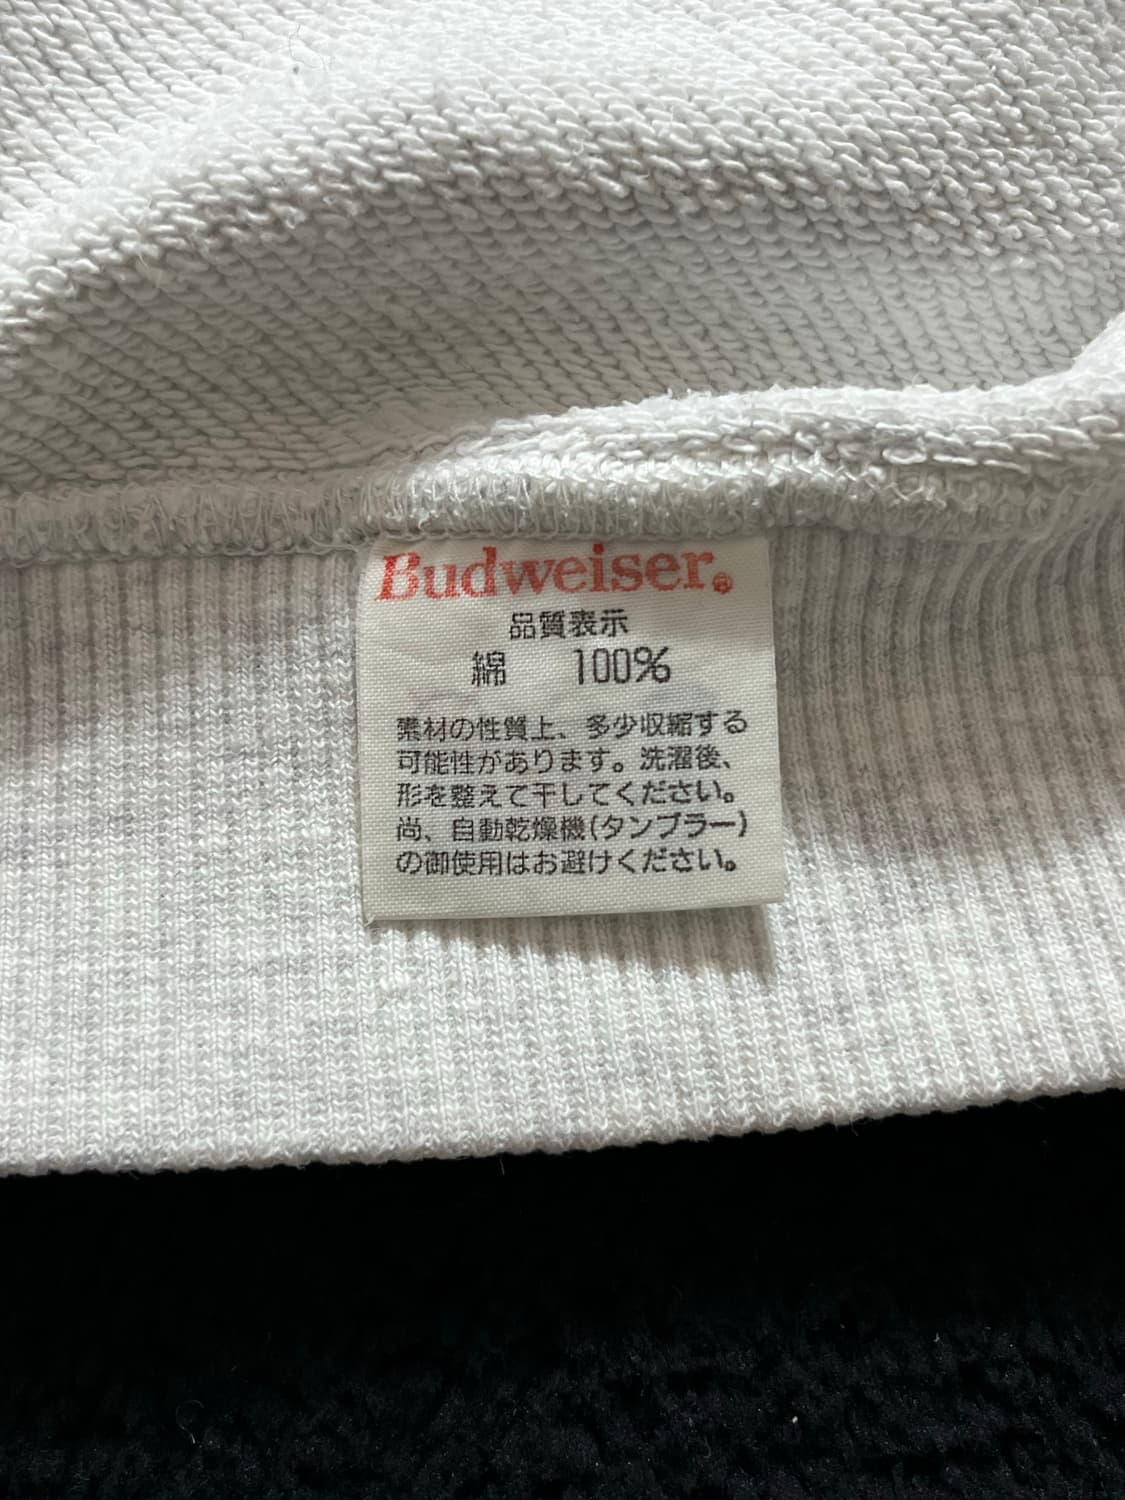 Budweiser®
品質表示
綿 100%
素材の性質上、多少収縮する
可能性があります。洗濯後、
形を整えて干してください。
尚、自動乾燥機(タンブラー)
の御使用はお避けください。